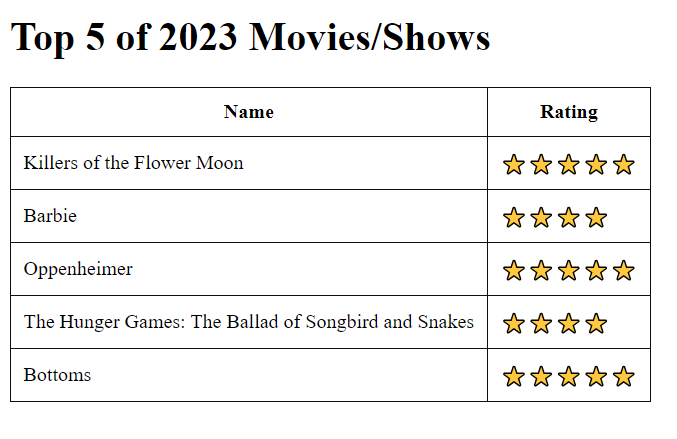 Top 5 of 2023 Movies/Shows
Name Rating
Killers of the Flower Moon ⭐⭐⭐⭐⭐
Barbie ⭐⭐⭐⭐
Oppenheimer ⭐⭐⭐⭐⭐
The Hunger Games: The Ballad of Songbird and Snakes ⭐⭐⭐⭐
Bottoms ⭐⭐⭐⭐⭐